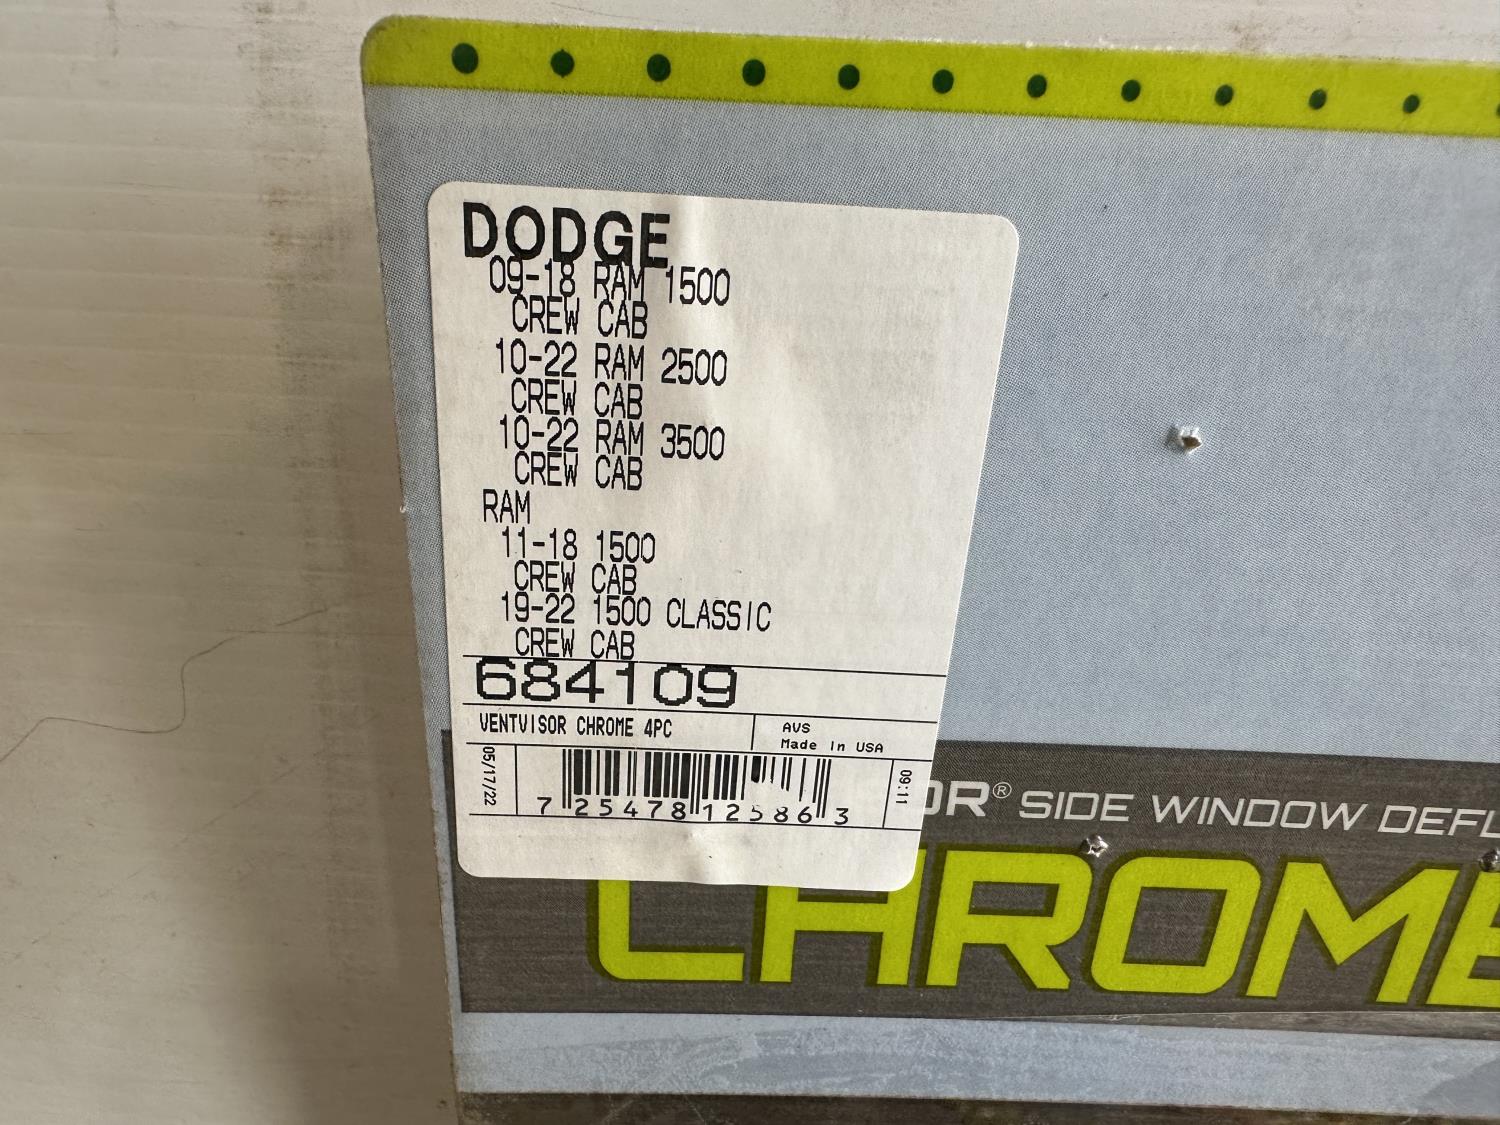 DODGE
09-18 RAM 1500
CREW CAB
10-22 RAM 2500
CREW CAB
10-22 RAM 3500
CREW CAB
RAM
11-18 1500
CREW CAB
19-22 1500 CLASSIC
CREW CAB
684109
VENTVISOR CHROME 4PC
AVS
Made In USA
05/17/22
7 25478 12586 3
09:11
OR® SIDE WINDOW DEFL
CHROME